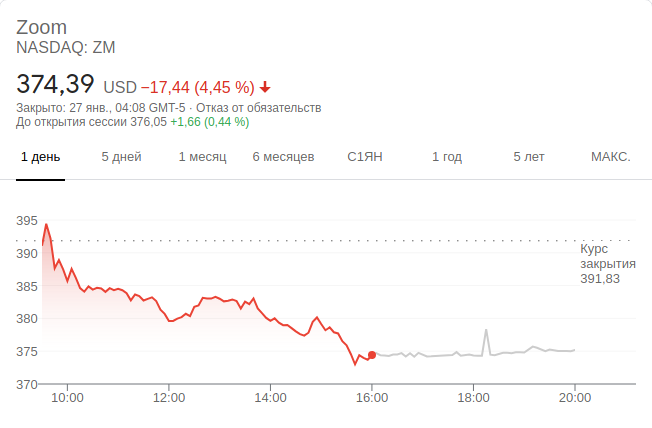 Zoom
NASDAQ: ZM
374,39 USD −17,44 (4,45 %)
Закрыто: 27 янв., 04:08 GMT-5 · Отказ от обязательств
До открытия сессии 376,05 +1,66 (0,44 %)
1 день 5 дней 1 месяц 6 месяцев С1ЯН 1 год 5 лет МАКС.
395
390
385
380
375
370
Курс
закрытия
391,83
10:00 12:00 14:00 16:00 18:00 20:00